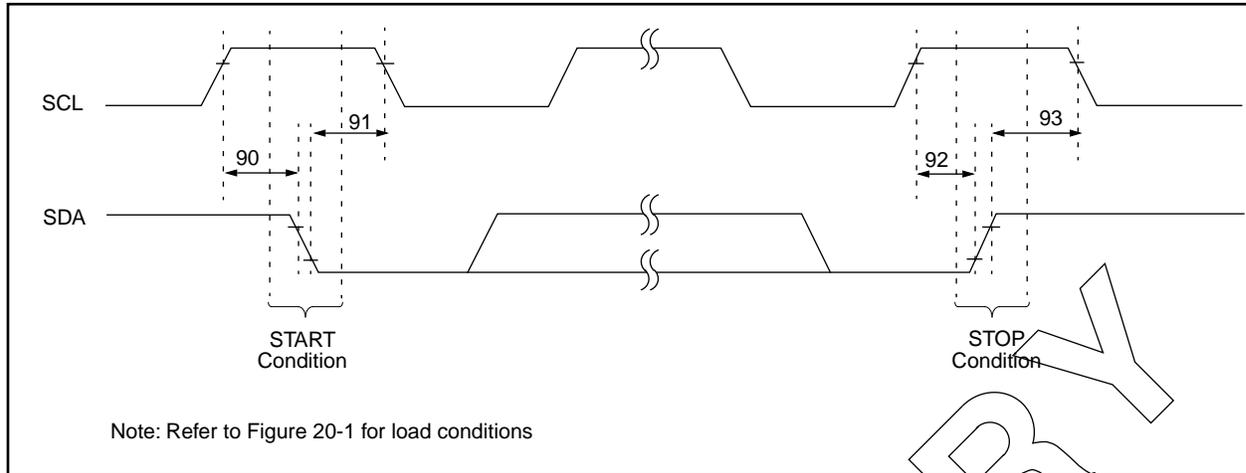 SCL
91
93
90
92
SDA
START
Condition
STOP
Condition
Note: Refer to Figure 20-1 for load conditions
R Y